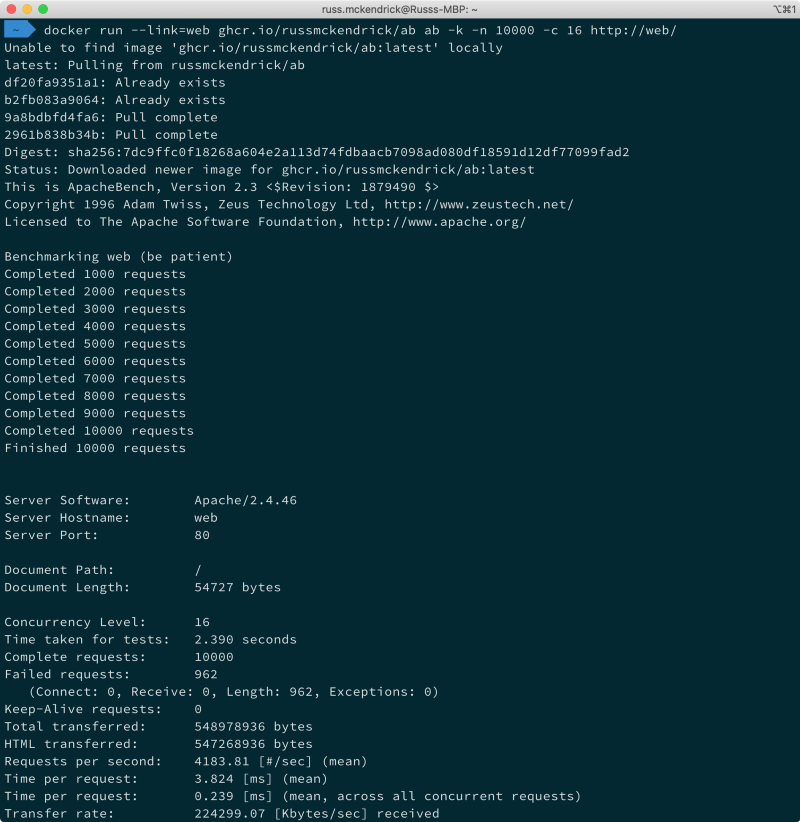 russ.mckendrick@Russs-MBP: ~
⌥⌘1
~ docker run --link=web ghcr.io/russmckendrick/ab ab -k -n 10000 -c 16 http://web/
Unable to find image 'ghcr.io/russmckendrick/ab:latest' locally
latest: Pulling from russmckendrick/ab
df20fa9351a1: Already exists
b2fb083a9064: Already exists
9a8bdbfd4fa6: Pull complete
2961b838b34b: Pull complete
Digest: sha256:7dc9ffc0f18268a604e2a113d74fdbaacb7098ad080df18591d12df77099fad2
Status: Downloaded newer image for ghcr.io/russmckendrick/ab:latest
This is ApacheBench, Version 2.3 <$Revision: 1879490 $>
Copyright 1996 Adam Twiss, Zeus Technology Ltd, http://www.zeustech.net/
Licensed to The Apache Software Foundation, http://www.apache.org/

Benchmarking web (be patient)
Completed 1000 requests
Completed 2000 requests
Completed 3000 requests
Completed 4000 requests
Completed 5000 requests
Completed 6000 requests
Completed 7000 requests
Completed 8000 requests
Completed 9000 requests
Completed 10000 requests
Finished 10000 requests

Server Software:        Apache/2.4.46
Server Hostname:        web
Server Port:            80

Document Path:          /
Document Length:        54727 bytes

Concurrency Level:      16
Time taken for tests:   2.390 seconds
Complete requests:      10000
Failed requests:        962
   (Connect: 0, Receive: 0, Length: 962, Exceptions: 0)
Keep-Alive requests:    0
Total transferred:      548978936 bytes
HTML transferred:       547268936 bytes
Requests per second:    4183.81 [#/sec] (mean)
Time per request:       3.824 [ms] (mean)
Time per request:       0.239 [ms] (mean, across all concurrent requests)
Transfer rate:          224299.07 [Kbytes/sec] received